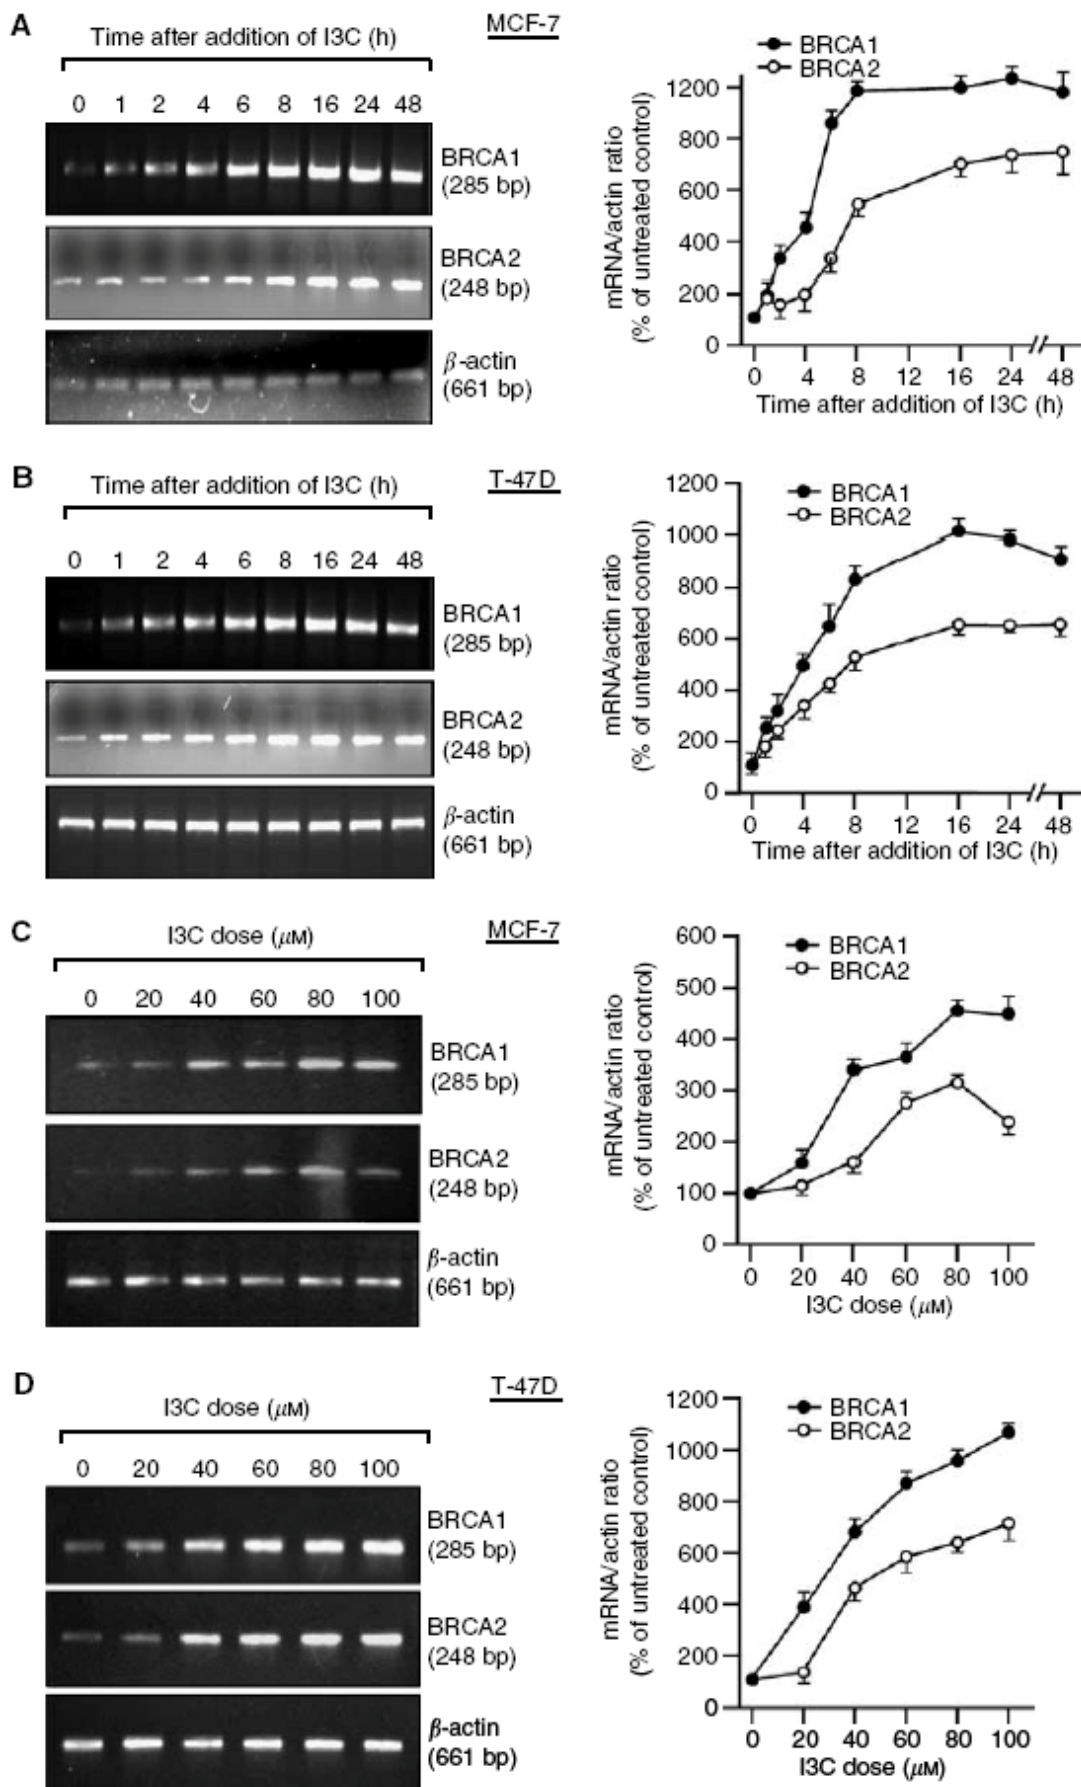 A
MCF-7
Time after addition of I3C (h)
0 1 2 4 6 8 16 24 48
BRCA1
(285 bp)
BRCA2
(248 bp)
β-actin
(661 bp)
BRCA1
BRCA2
mRNA/actin ratio
(% of untreated control)
1200
1000
800
600
400
200
0
0 4 8 12 16 24 48
Time after addition of I3C (h)
B
T-47D
Time after addition of I3C (h)
0 1 2 4 6 8 16 24 48
BRCA1
(285 bp)
BRCA2
(248 bp)
β-actin
(661 bp)
BRCA1
BRCA2
mRNA/actin ratio
(% of untreated control)
1200
1000
800
600
400
200
0
0 4 8 12 16 24 48
Time after addition of I3C (h)
C
MCF-7
I3C dose (μM)
0 20 40 60 80 100
BRCA1
(285 bp)
BRCA2
(248 bp)
β-actin
(661 bp)
BRCA1
BRCA2
mRNA/actin ratio
(% of untreated control)
600
500
400
300
200
100
0
0 20 40 60 80 100
I3C dose (μM)
D
T-47D
I3C dose (μM)
0 20 40 60 80 100
BRCA1
(285 bp)
BRCA2
(248 bp)
β-actin
(661 bp)
BRCA1
BRCA2
mRNA/actin ratio
(% of untreated control)
1200
1000
800
600
400
200
0
0 20 40 60 80 100
I3C dose (μM)